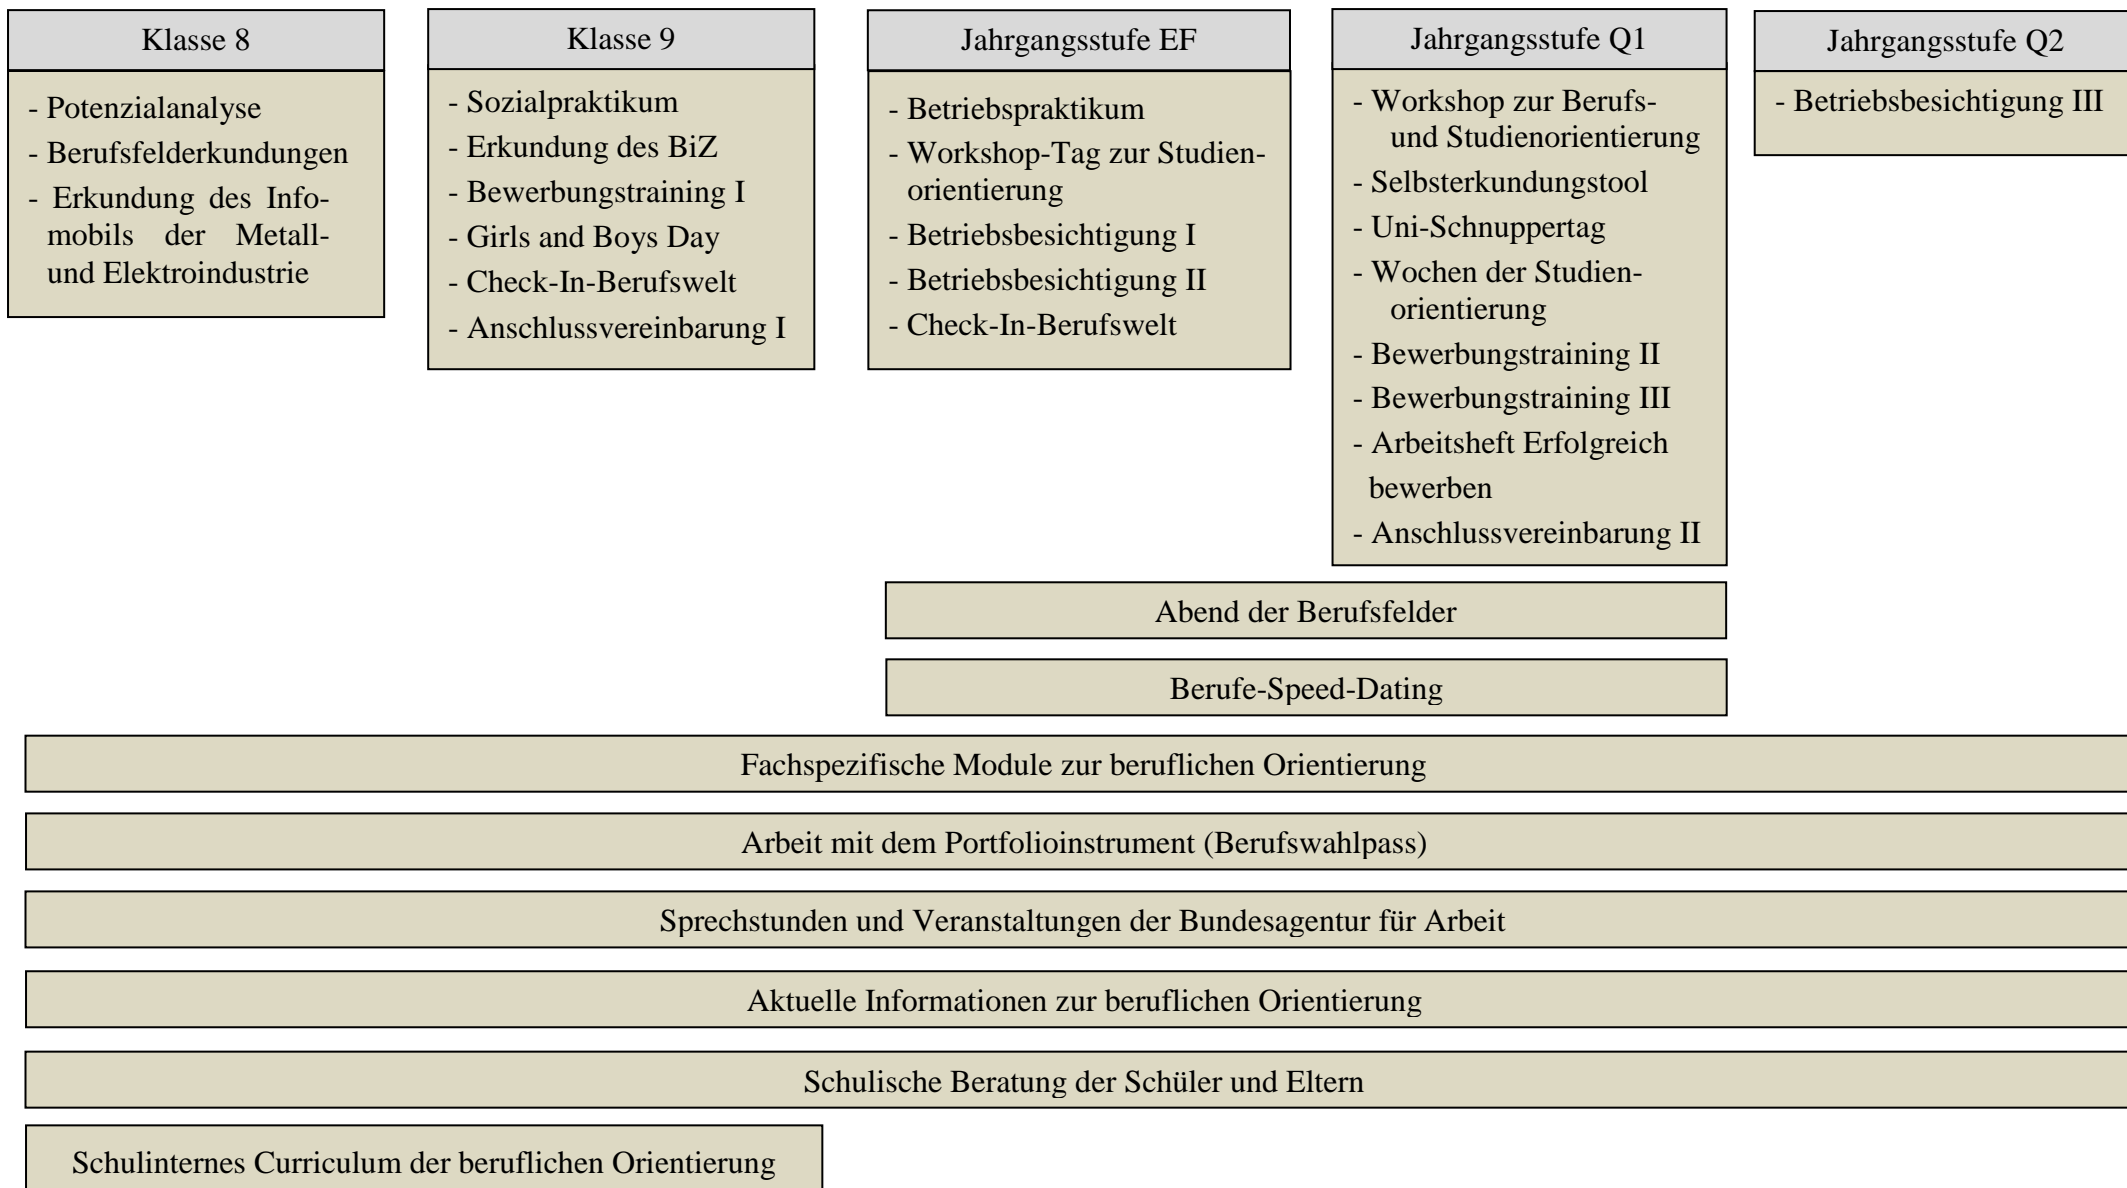 Klasse 8
- Potenzialanalyse
- Berufsfelderkundungen
- Erkundung des Info-
mobils der Metall-
und Elektroindustrie
Klasse 9
- Sozialpraktikum
- Erkundung des BiZ
- Bewerbungstraining I
- Girls and Boys Day
- Check-In-Berufswelt
- Anschlussvereinbarung I
Jahrgangsstufe EF
- Betriebspraktikum
- Workshop-Tag zur Studien-
orientierung
- Betriebsbesichtigung I
- Betriebsbesichtigung II
- Check-In-Berufswelt
Jahrgangsstufe Q1
- Workshop zur Berufs-
und Studienorientierung
- Selbsterkundungstool
- Uni-Schnuppertag
- Wochen der Studien-
orientierung
- Bewerbungstraining II
- Bewerbungstraining III
- Arbeitsheft Erfolgreich
bewerben
- Anschlussvereinbarung II
Jahrgangsstufe Q2
- Betriebsbesichtigung III
Abend der Berufsfelder
Berufe-Speed-Dating
Fachspezifische Module zur beruflichen Orientierung
Arbeit mit dem Portfolioinstrument (Berufswahlpass)
Sprechstunden und Veranstaltungen der Bundesagentur für Arbeit
Aktuelle Informationen zur beruflichen Orientierung
Schulische Beratung der Schüler und Eltern
Schulinternes Curriculum der beruflichen Orientierung